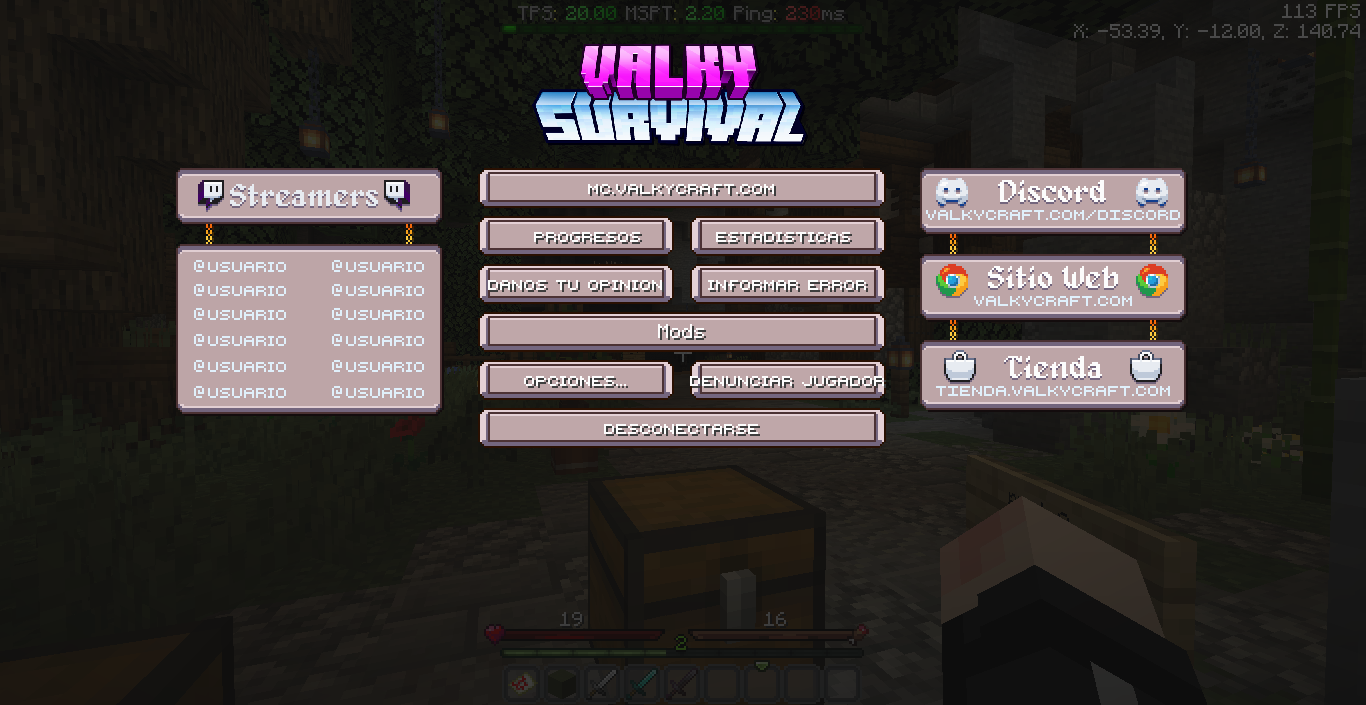 TPS: 20.00 MSPT: 2.20 Ping: 230ms
113 FPS
X: -53.39, Y: -12.00, Z: 140.74
VALKY
SURVIVAL
Streamers
@USUARIO @USUARIO
@USUARIO @USUARIO
@USUARIO @USUARIO
@USUARIO @USUARIO
@USUARIO @USUARIO
@USUARIO @USUARIO
MC.VALKYCRAFT.COM
PROGRESOS
ESTADISTICAS
DANOS TU OPINION
INFORMAR ERROR
Mods
OPCIONES...
DENUNCIAR JUGADOR
DESCONECTARSE
Discord
VALKYCRAFT.COM/DISCORD
Sitio Web
VALKYCRAFT.COM
Tienda
TIENDA.VALKYCRAFT.COM
19
16
2